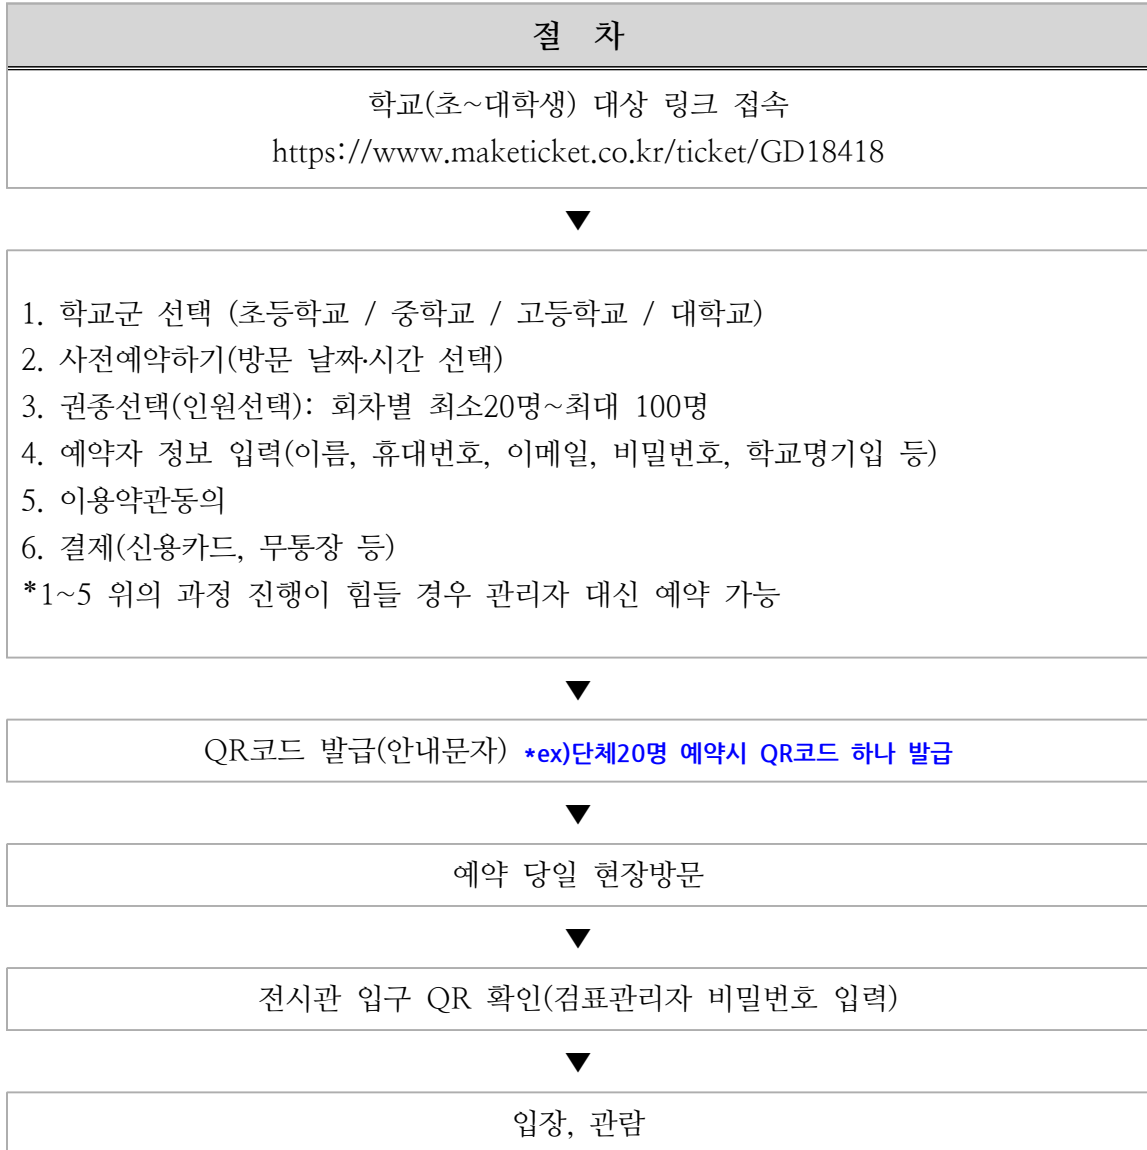 절 차
학교(초~대학생) 대상 링크 접속
https://www.maketicket.co.kr/ticket/GD18418
▼
1. 학교군 선택 (초등학교 / 중학교 / 고등학교 / 대학교)
2. 사전예약하기(방문 날짜·시간 선택)
3. 권종선택(인원선택): 회차별 최소20명~최대 100명
4. 예약자 정보 입력(이름, 휴대번호, 이메일, 비밀번호, 학교명기입 등)
5. 이용약관동의
6. 결제(신용카드, 무통장 등)
*1~5 위의 과정 진행이 힘들 경우 관리자 대신 예약 가능
▼
QR코드 발급(안내문자) *ex)단체20명 예약시 QR코드 하나 발급
▼
예약 당일 현장방문
▼
전시관 입구 QR 확인(검표관리자 비밀번호 입력)
▼
입장, 관람